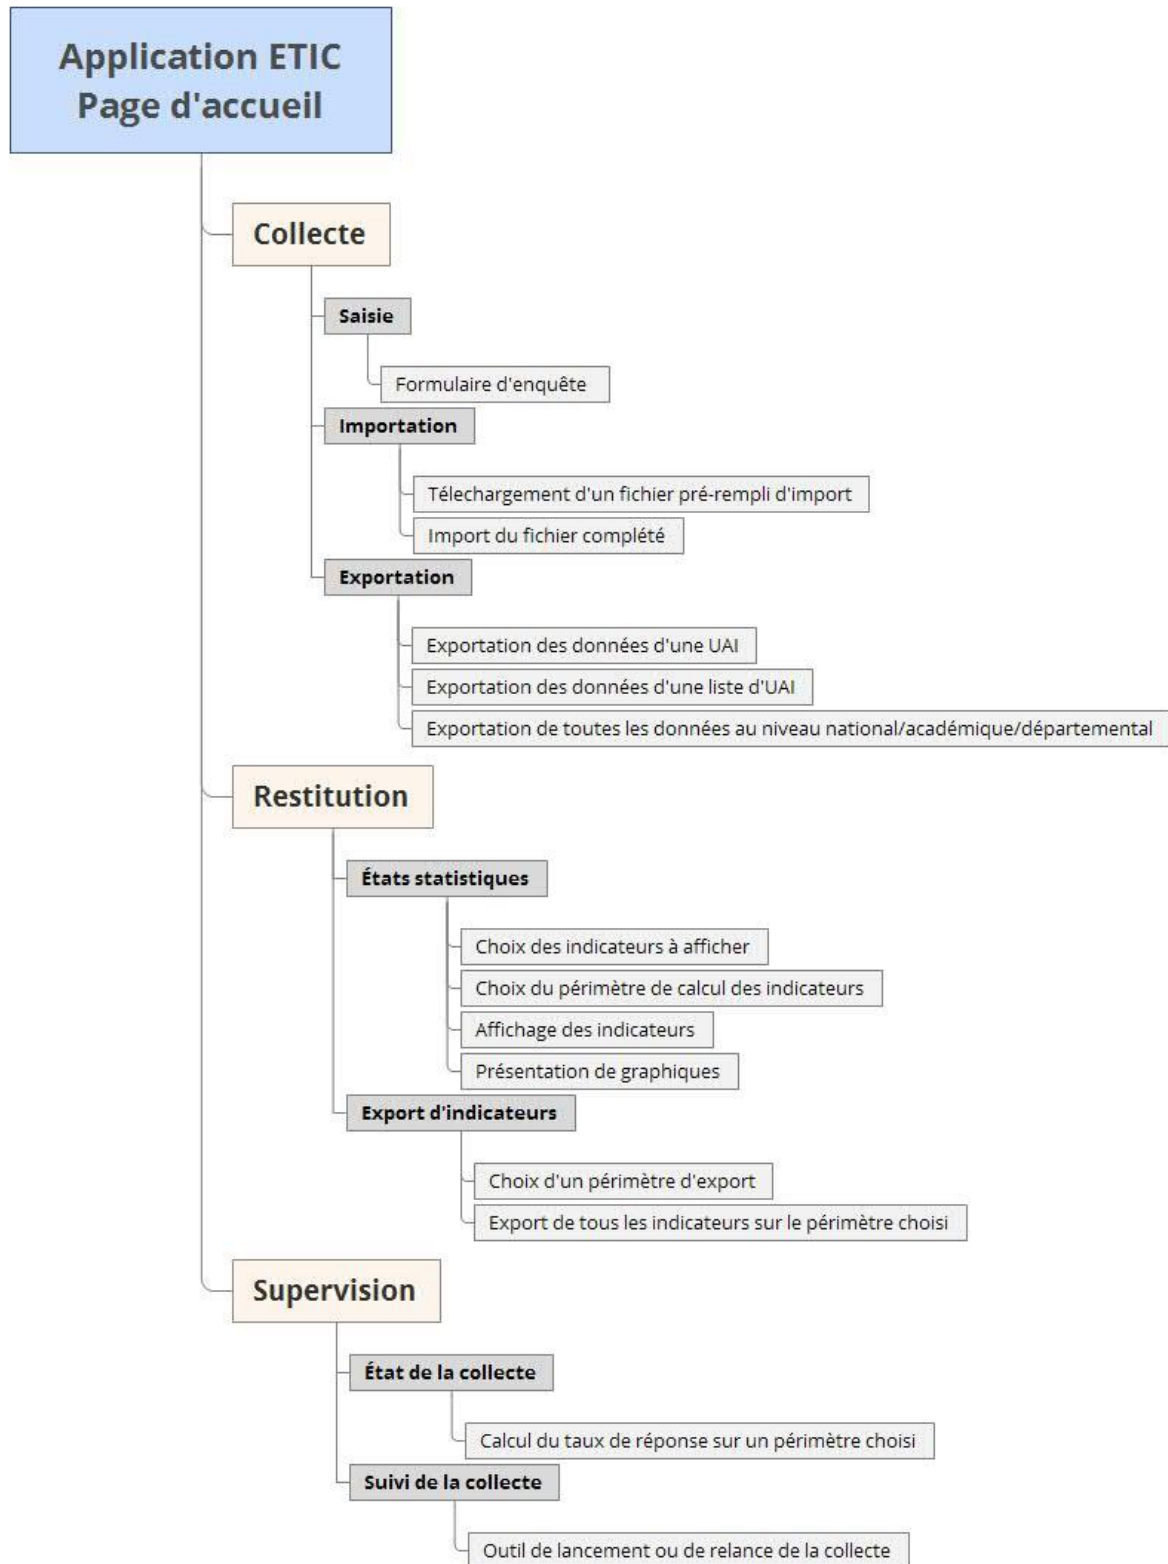 Application ETIC
Page d'accueil
Collecte
Saisie
Formulaire d'enquête
Importation
Télechargement d'un fichier pré-rempli d'import
Import du fichier complété
Exportation
Exportation des données d'une UAI
Exportation des données d'une liste d'UAI
Exportation de toutes les données au niveau national/académique/départemental
Restitution
États statistiques
Choix des indicateurs à afficher
Choix du périmètre de calcul des indicateurs
Affichage des indicateurs
Présentation de graphiques
Export d'indicateurs
Choix d'un périmètre d'export
Export de tous les indicateurs sur le périmètre choisi
Supervision
État de la collecte
Calcul du taux de réponse sur un périmètre choisi
Suivi de la collecte
Outil de lancement ou de relance de la collecte